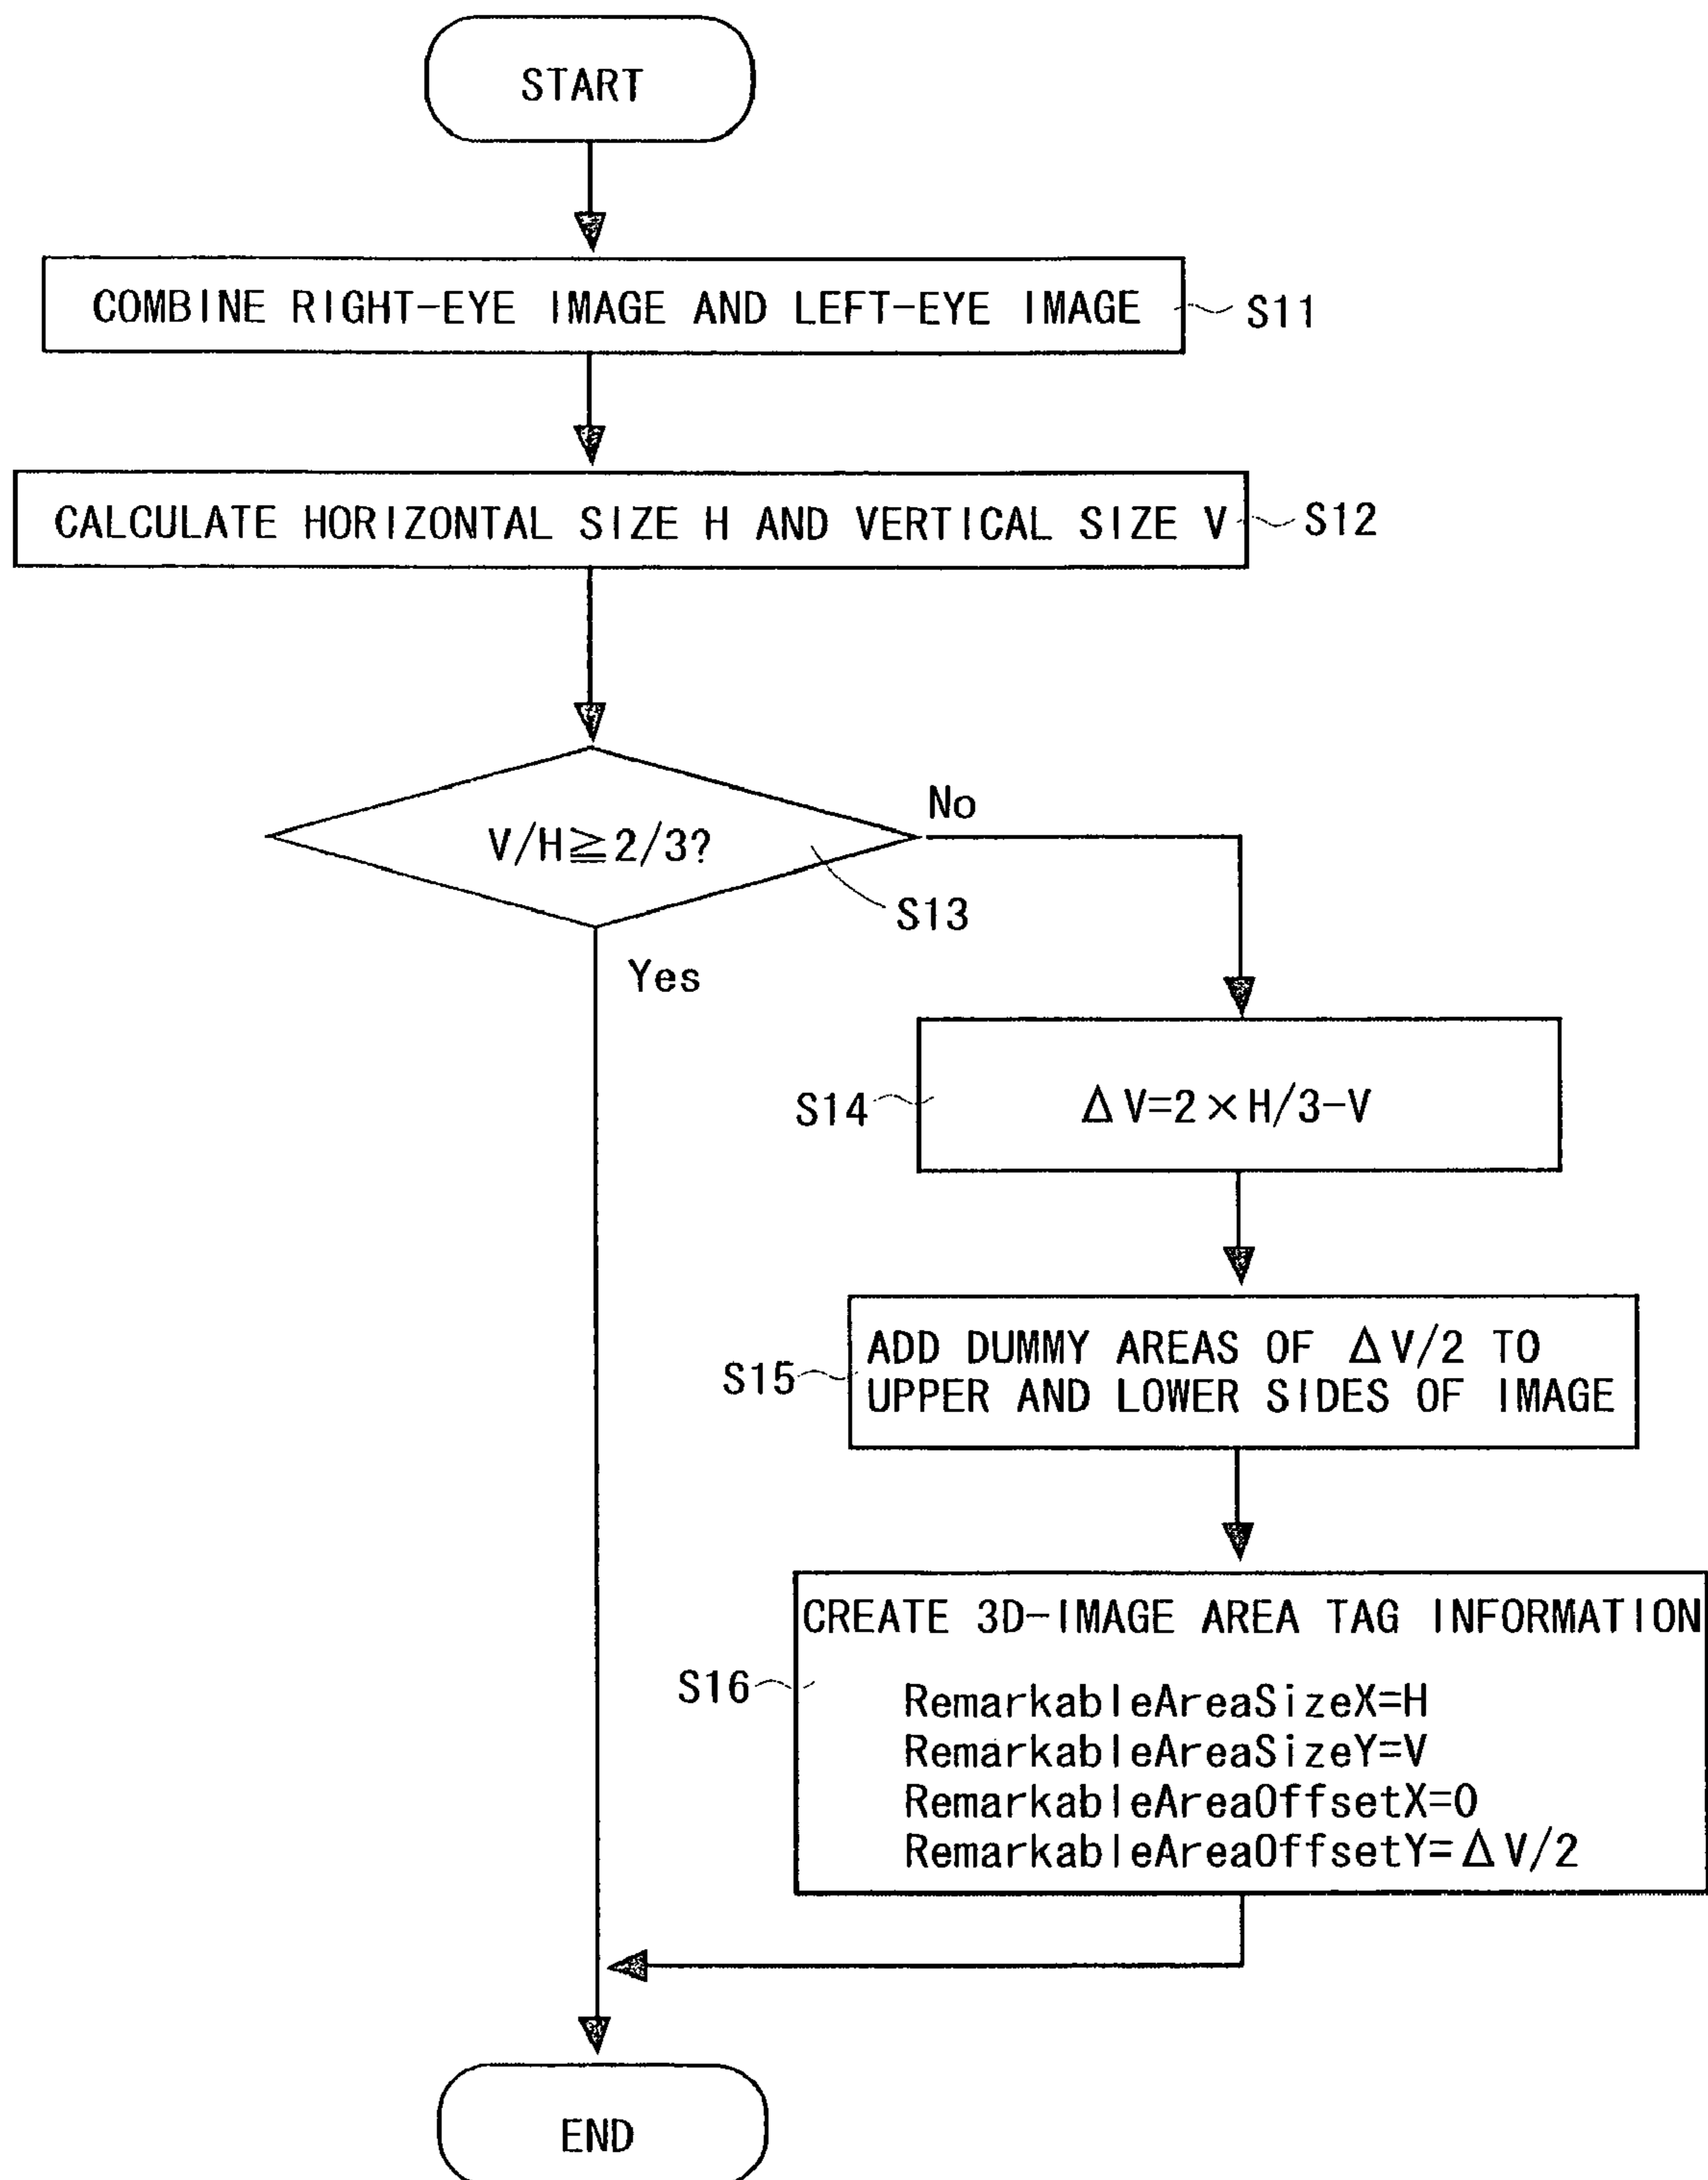 START
COMBINE RIGHT-EYE IMAGE AND LEFT-EYE IMAGE
S11
CALCULATE HORIZONTAL SIZE H AND VERTICAL SIZE V
S12
V/H≧2/3?
No
S13
Yes
S14
ΔV=2×H/3-V
S15
ADD DUMMY AREAS OF ΔV/2 TO
UPPER AND LOWER SIDES OF IMAGE
CREATE 3D-IMAGE AREA TAG INFORMATION
S16
RemarkableAreaSizeX=H
RemarkableAreaSizeY=V
RemarkableAreaOffsetX=0
RemarkableAreaOffsetY=ΔV/2
END